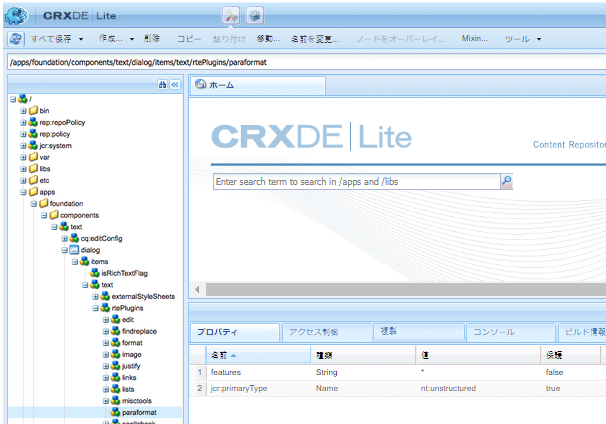 CRXDE | Lite
すべて保存 作成... 削除 コピー 貼り付け 移動... 名前を変更... ノードをオーバーレイ... Mixin... ツール
/apps/foundation/components/text/dialog/items/text/rtePlugins/paraformat
/
bin
rep:repoPolicy
rep:policy
jcr:system
var
libs
etc
apps
foundation
components
text
cq:editConfig
dialog
items
isRichTextFlag
text
externalStyleSheets
rtePlugins
edit
findreplace
format
image
justify
links
lists
misctools
paraformat
ホーム
CRXDE | Lite
Content Reposito
Enter search term to search in /apps and /libs
プロパティ アクセス制御 複製 コンソール ビルド情報
名前 種類 値 保護
1 features String * false
2 jcr:primaryType Name nt:unstructured true